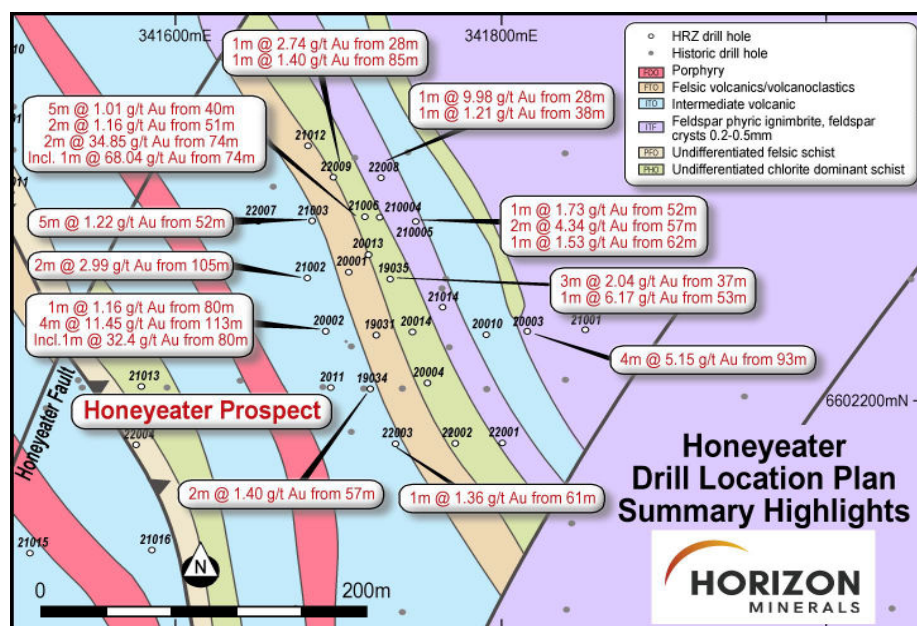 341600mE
341800mE
1m @ 2.74 g/t Au from 28m
1m @ 1.40 g/t Au from 85m
HRZ drill hole
Historic drill hole
Porphyry
FTO Felsic volcanics/volcanoclastics
ITO Intermediate volcanic
ITF Feldspar phyric ignimbrite, feldspar
crysts 0.2-0.5mm
PFO Undifferentiated felsic schist
PHO Undifferentiated chlorite dominant schist
1m @ 9.98 g/t Au from 28m
1m @ 1.21 g/t Au from 38m
5m @ 1.01 g/t Au from 40m
2m @ 1.16 g/t Au from 51m
2m @ 34.85 g/t Au from 74m
Incl. 1m @ 68.04 g/t Au from 74m
21012
22009
22008
5m @ 1.22 g/t Au from 52m
22007
21003
21006
210004
210005
1m @ 1.73 g/t Au from 52m
2m @ 4.34 g/t Au from 57m
1m @ 1.53 g/t Au from 62m
2m @ 2.99 g/t Au from 105m
21002
20001
20013
19035
3m @ 2.04 g/t Au from 37m
1m @ 6.17 g/t Au from 53m
1m @ 1.16 g/t Au from 80m
4m @ 11.45 g/t Au from 113m
Incl.1m @ 32.4 g/t Au from 80m
20002
19031
20014
21014
20010
20003
21001
4m @ 5.15 g/t Au from 93m
21013
2011
19034
20004
6602200mN
Honeyeater Fault
Honeyeater Prospect
22004
22003
22002
22001
Honeyeater
Drill Location Plan
Summary Highlights
2m @ 1.40 g/t Au from 57m
1m @ 1.36 g/t Au from 61m
21015
21016
N
0
200m
HORIZON
MINERALS